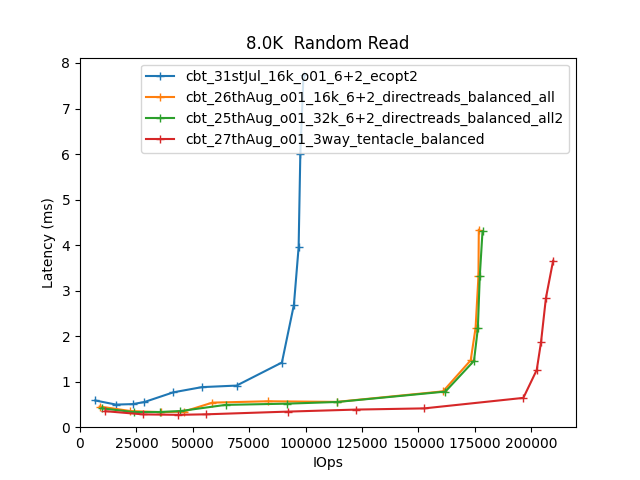 8.0K  Random Read
8
7
6
5
4
3
2
1
0
Latency (ms)
cbt_31stJul_16k_o01_6+2_ecopt2
cbt_26thAug_o01_16k_6+2_directreads_balanced_all
cbt_25thAug_o01_32k_6+2_directreads_balanced_all2
cbt_27thAug_o01_3way_tentacle_balanced
0 25000 50000 75000 100000 125000 150000 175000 200000
IOps